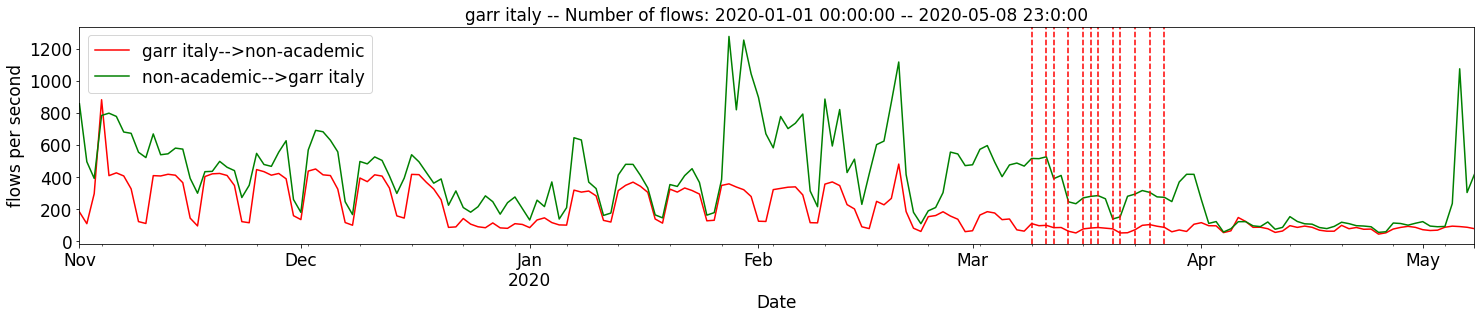 garr italy -- Number of flows: 2020-01-01 00:00:00 -- 2020-05-08 23:0:00
garr italy-->non-academic
non-academic-->garr italy
flows per second
1200
1000
800
600
400
200
0
Nov
Dec
Jan
2020
Feb
Mar
Apr
May
Date